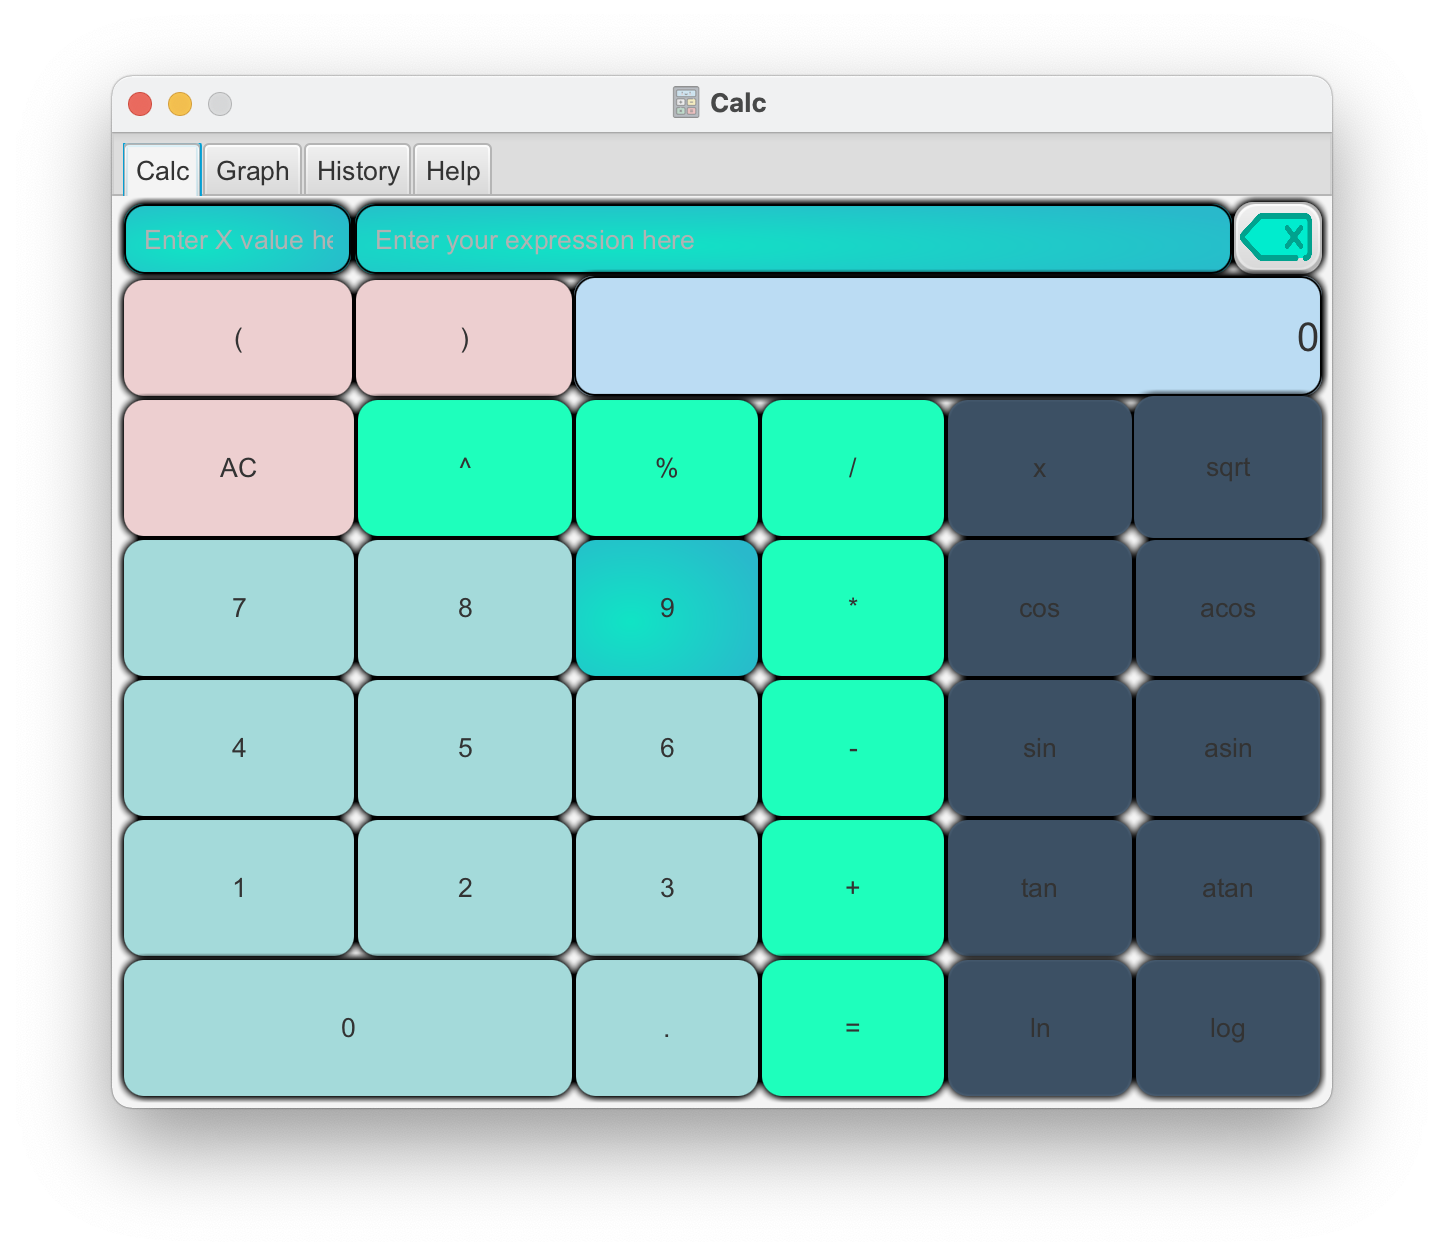 Calc
Calc Graph History Help
Enter X value he Enter your expression here X
( ) 0
AC ^ % / x sqrt
7 8 9 * cos acos
4 5 6 - sin asin
1 2 3 + tan atan
0 . = ln log